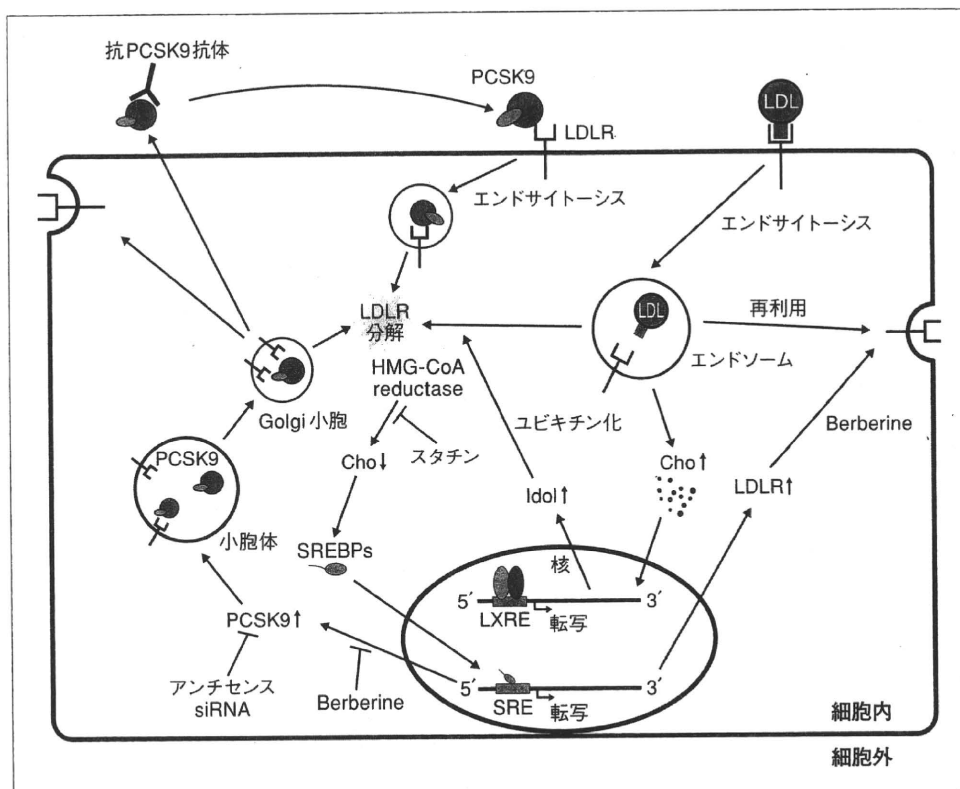 抗PCSK9抗体
PCSK9
LDL
LDLR
エンドサイトーシス
エンドサイトーシス
LDLR
分解
LDL
再利用
エンドソーム
HMG-CoA
reductase
Golgi 小胞
ユビキチン化
Berberine
スタチン
Cho↓
Cho↑
PCSK9
Idol↑
LDLR↑
小胞体
SREBPs
核
5′
3′
LXRE
転写
PCSK9↑
アンチセンス
siRNA
Berberine
5′
3′
SRE
転写
細胞内
細胞外